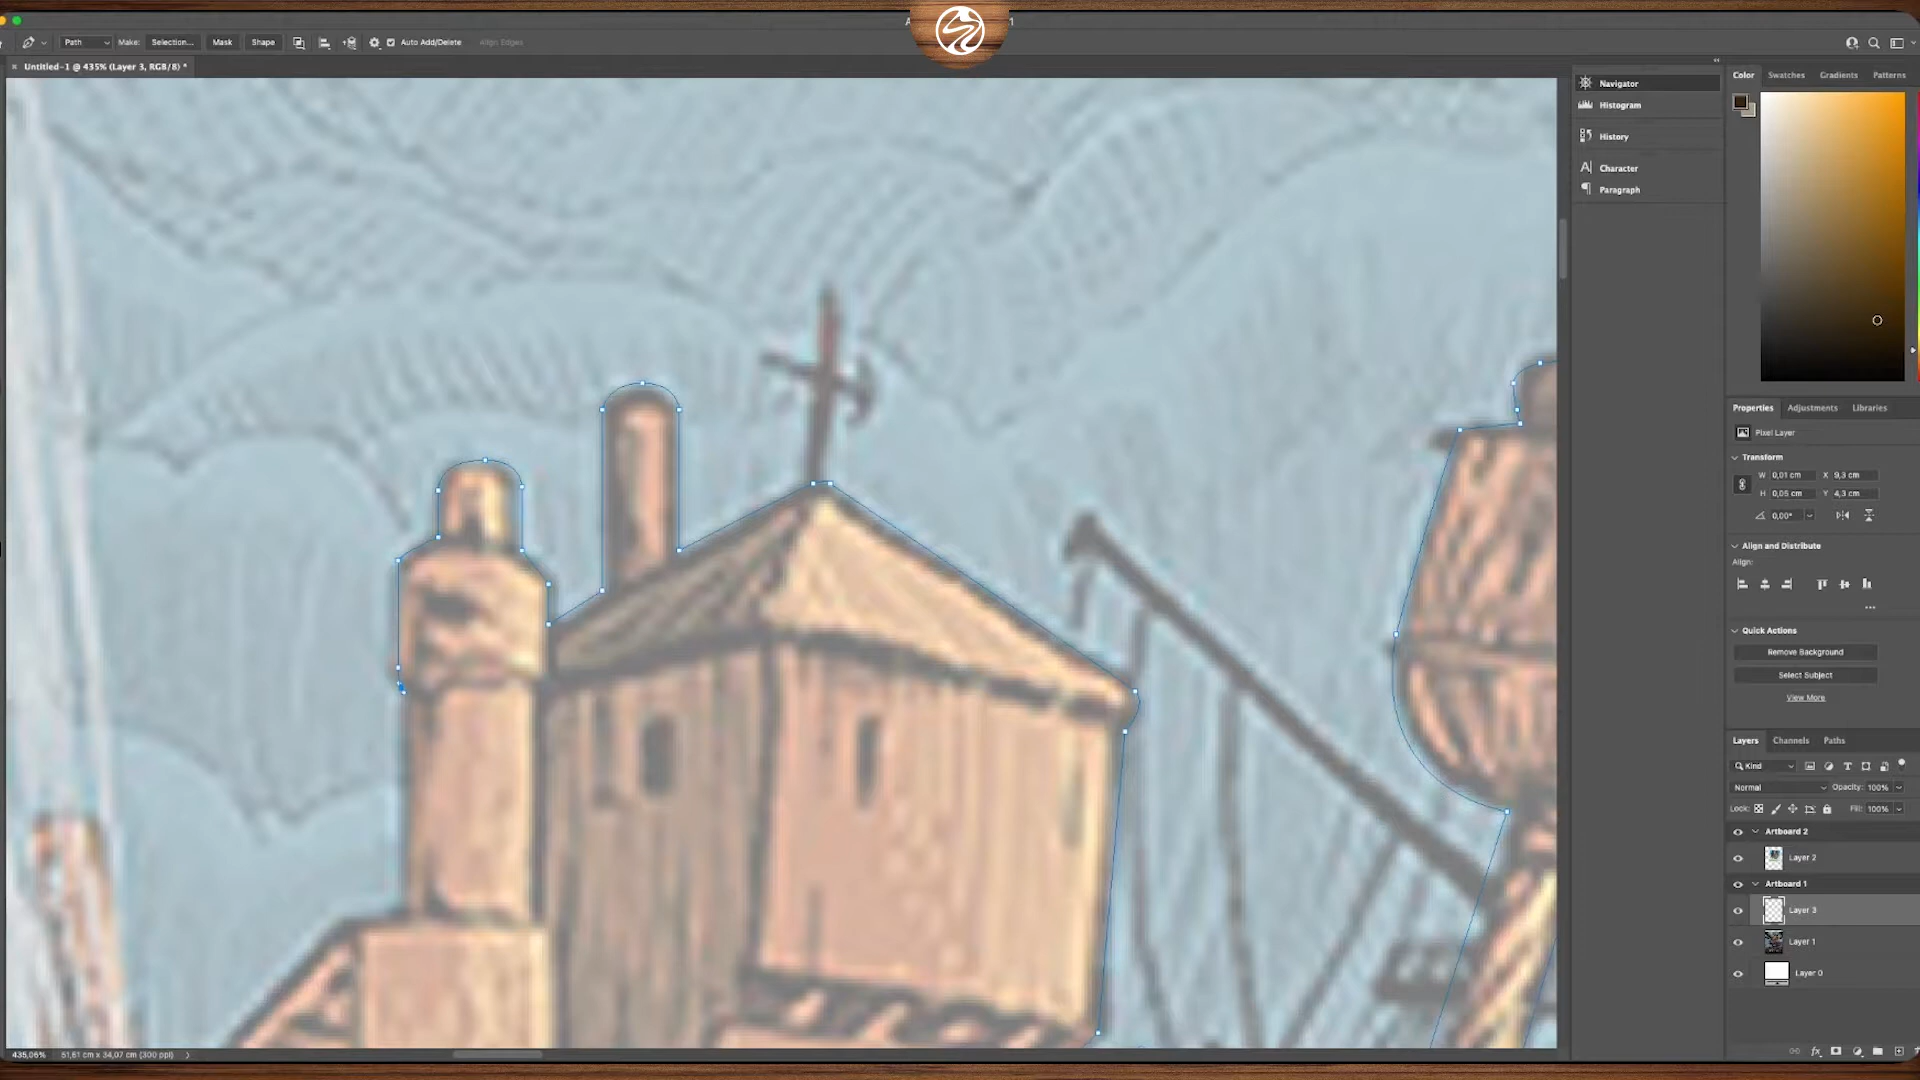 Path
Make:
Selection...
Mask
Shape
Auto Add/Delete
Align Edges
Untitled-1 @ 435% (Layer 3, RGB/8) *
Navigator
Histogram
History
Character
Paragraph
Color
Swatches
Gradients
Patterns
Properties
Adjustments
Libraries
Pixel Layer
Transform
W 0,01 cm X 9,3 cm
H 0,05 cm Y 4,3 cm
0,00°
Align and Distribute
Align:
Quick Actions
Remove Background
Select Subject
View More
Layers
Channels
Paths
Kind
Normal
Opacity: 100%
Lock:
Fill: 100%
Artboard 2
Layer 2
Artboard 1
Layer 3
Layer 1
Layer 0
435,06%
51,61 cm x 34,07 cm (300 ppi)